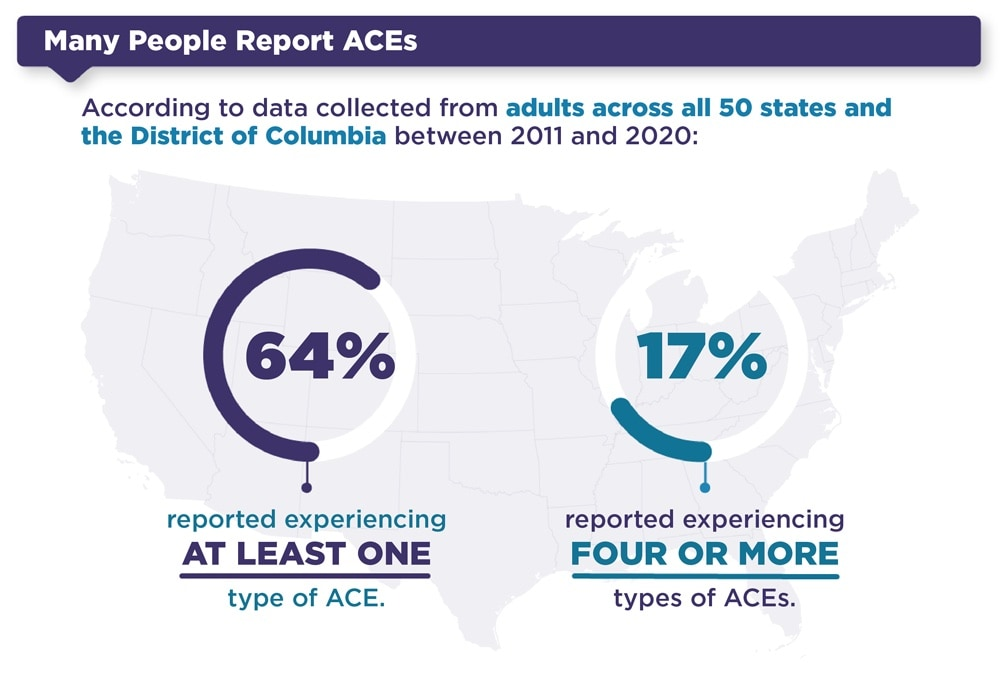 Many People Report ACEs
According to data collected from adults across all 50 states and
the District of Columbia between 2011 and 2020:
64%
reported experiencing
AT LEAST ONE
type of ACE.
17%
reported experiencing
FOUR OR MORE
types of ACEs.